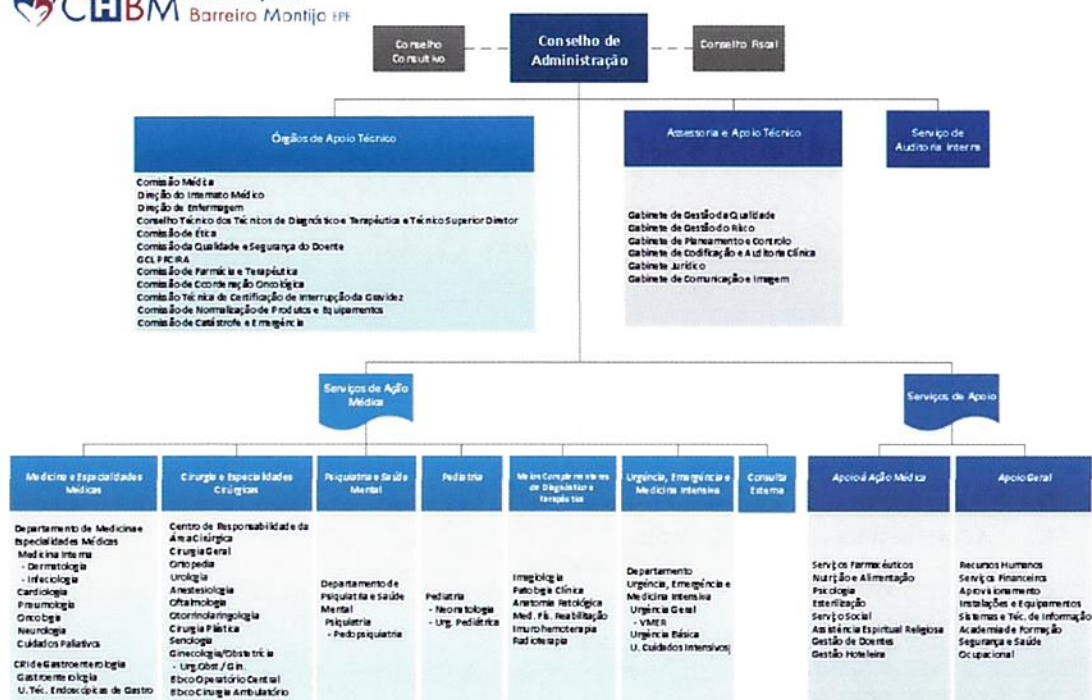 CHBM Barreiro Montijo EPE
Conselho
Consultivo
Conselho de
Administração
Conselho Fiscal
Órgãos de Apoio Técnico
Assessoria e Apoio Técnico
Serviço de
Auditoria Interna
Comissão Médica
Direção do Internato Médico
Direção de Enfermagem
Conselho Técnico dos Técnicos de Diagnóstico e Terapêutica e Técnico Superior Diretor
Comissão de Ética
Comissão da Qualidade e Segurança do Doente
GCLPPCIRA
Comissão de Farmácia e Terapêutica
Comissão de Coordenação Oncológica
Comissão Técnica de Certificação de Interrupção da Gravidez
Comissão de Normalização de Produtos e Equipamentos
Comissão de Catástrofe e Emergência
Gabinete de Gestão da Qualidade
Gabinete de Gestão do Risco
Gabinete de Planeamento e Controlo
Gabinete de Codificação e Auditoria Clínica
Gabinete Jurídico
Gabinete de Comunicação e Imagem
Serviços de Ação
Médica
Serviços de Apoio
Medicina e Especialidades
Médicas
Cirurgia e Especialidades
Cirúrgicas
Psiquiatria e Saúde
Mental
Pediatria
Meios Complementares
de Diagnóstico e
Terapêutica
Urgência, Emergência e
Medicina Intensiva
Consulta
Externa
Apoio à Ação Médica
Apoio Geral
Departamento de Medicina e
Especialidades Médicas
Medicina Interna
- Dermatologia
- Infeciologia
Cardiologia
Pneumologia
Oncologia
Neurologia
Cuidados Paliativos
CRI de Gastroenterologia
Gastroenterologia
U. Téc. Endoscópicas de Gastro
Centro de Responsabilidade da
Área Cirúrgica
Cirurgia Geral
Ortopedia
Urologia
Anestesiologia
Oftalmologia
Otorrinolaringologia
Cirurgia Plástica
Senologia
Ginecologia/Obstetrícia
- Urg.Obst./ Gin.
Bloco Operatório Central
Bloco Cirurgia Ambulatório
Departamento de
Psiquiatria e Saúde
Mental
Psiquiatria
- Pedopsiquiatria
Pediatria
- Neonatologia
- Urg. Pediátrica
Imagiologia
Patologia Clínica
Anatomia Patológica
Med. Fís. Reabilitação
Imunohemoterapia
Radioterapia
Departamento
Urgência, Emergência e
Medicina Intensiva
Urgência Geral
- VMER
Urgência Básica
U. Cuidados Intensivos
Serviços Farmacêuticos
Nutrição e Alimentação
Psicologia
Esterilização
Serviço Social
Assistência Espiritual Religiosa
Gestão de Doentes
Gestão Hoteleira
Recursos Humanos
Serviços Financeiros
Aprovisionamento
Instalações e Equipamentos
Sistemas e Téc. de Informação
Academia de Formação
Segurança e Saúde
Ocupacional